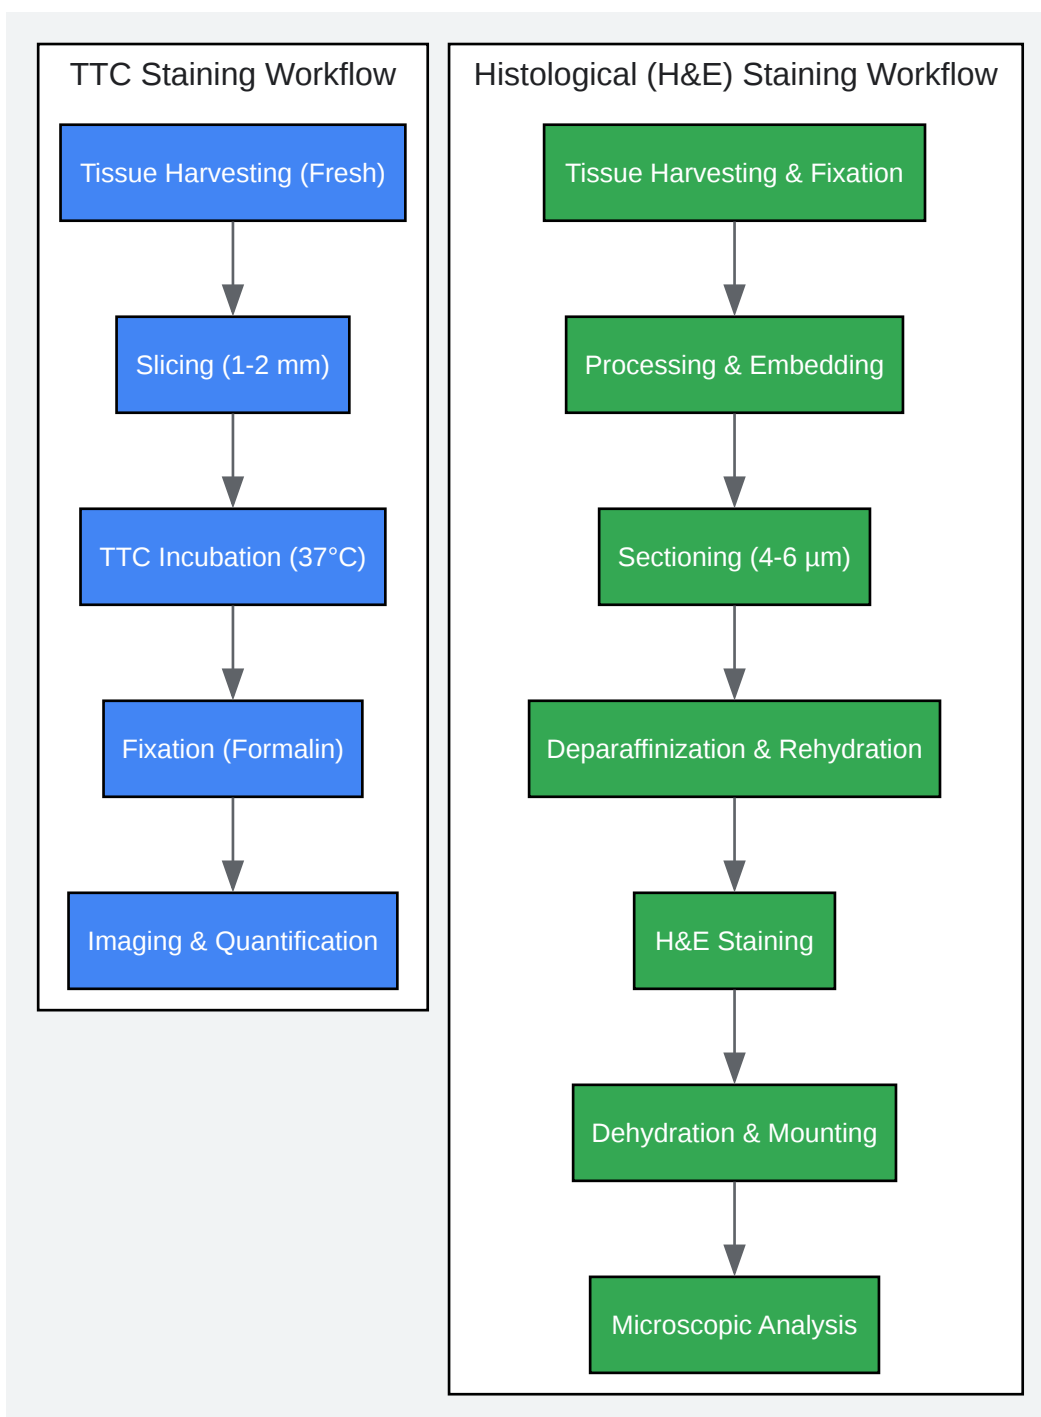 TTC Staining Workflow
Tissue Harvesting (Fresh)
Slicing (1-2 mm)
TTC Incubation (37°C)
Fixation (Formalin)
Imaging & Quantification
Histological (H&E) Staining Workflow
Tissue Harvesting & Fixation
Processing & Embedding
Sectioning (4-6 µm)
Deparaffinization & Rehydration
H&E Staining
Dehydration & Mounting
Microscopic Analysis